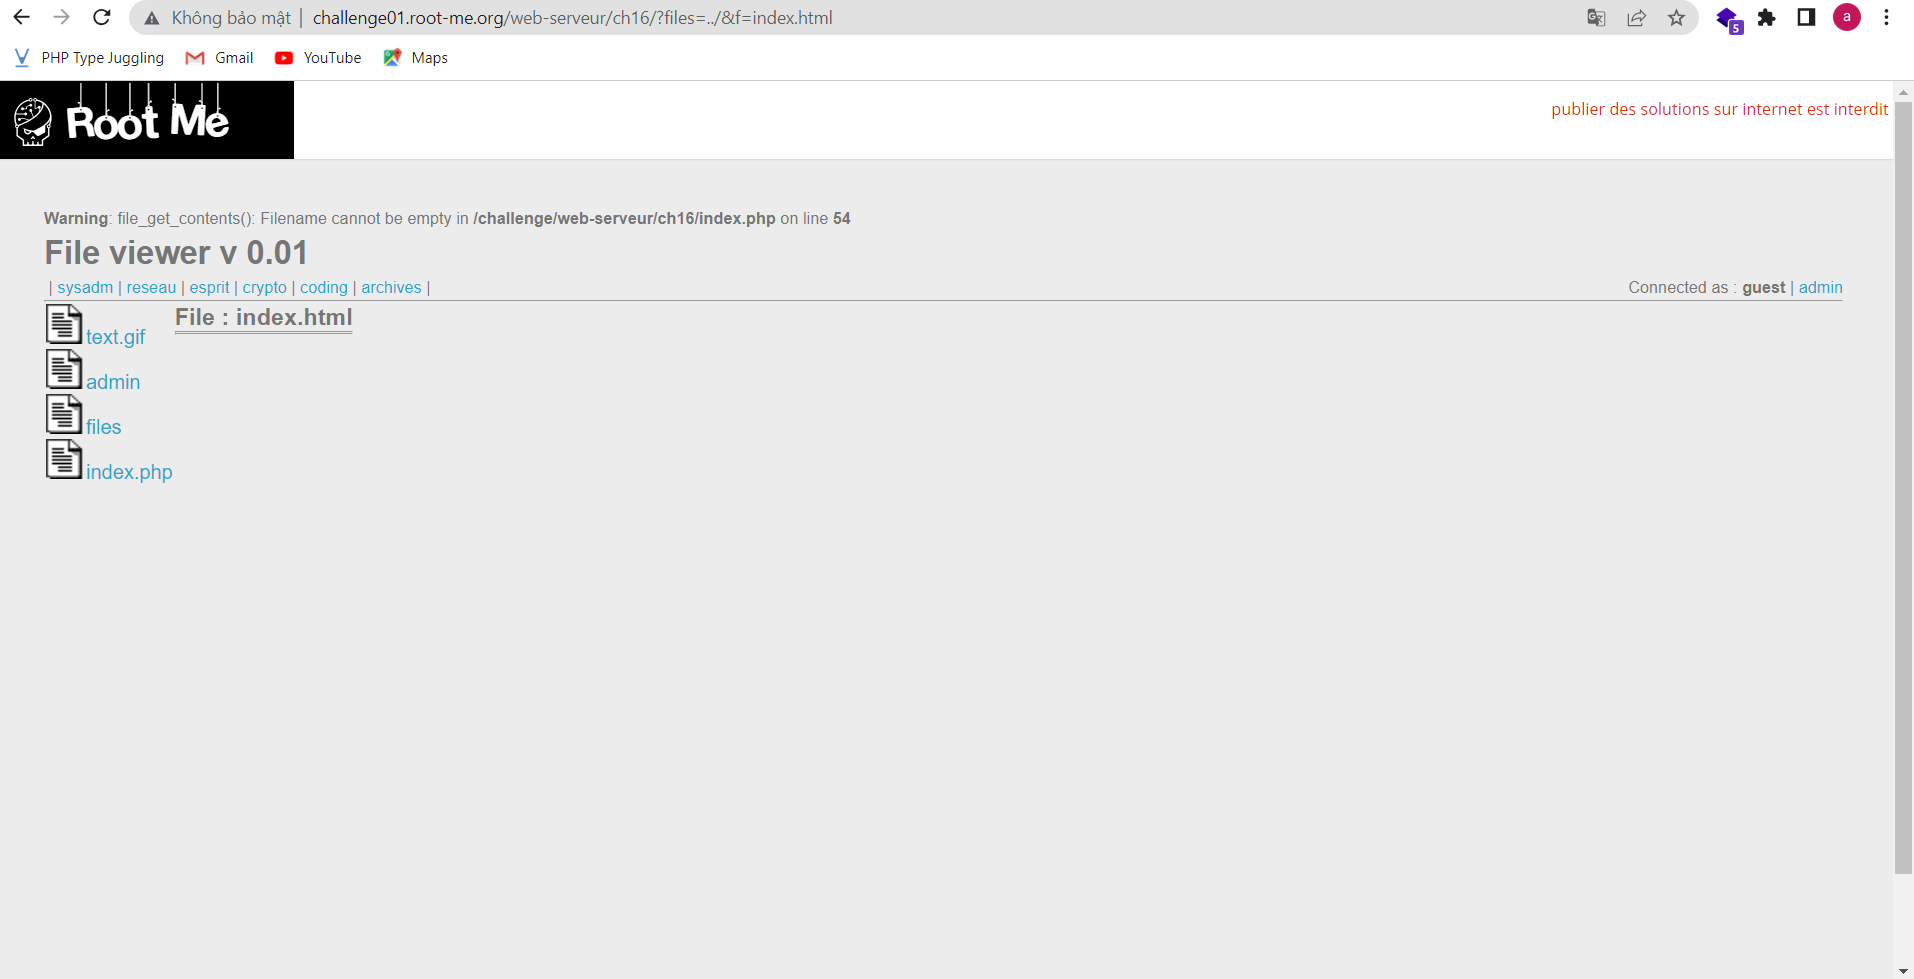 Không bảo mật | challenge01.root-me.org/web-serveur/ch16/?files=../&f=index.html
5
a
PHP Type Juggling Gmail YouTube Maps
Root Me
publier des solutions sur internet est interdit
Warning: file_get_contents(): Filename cannot be empty in /challenge/web-serveur/ch16/index.php on line 54
File viewer v 0.01
| sysadm | reseau | esprit | crypto | coding | archives |
Connected as : guest | admin
File : index.html
text.gif
admin
files
index.php